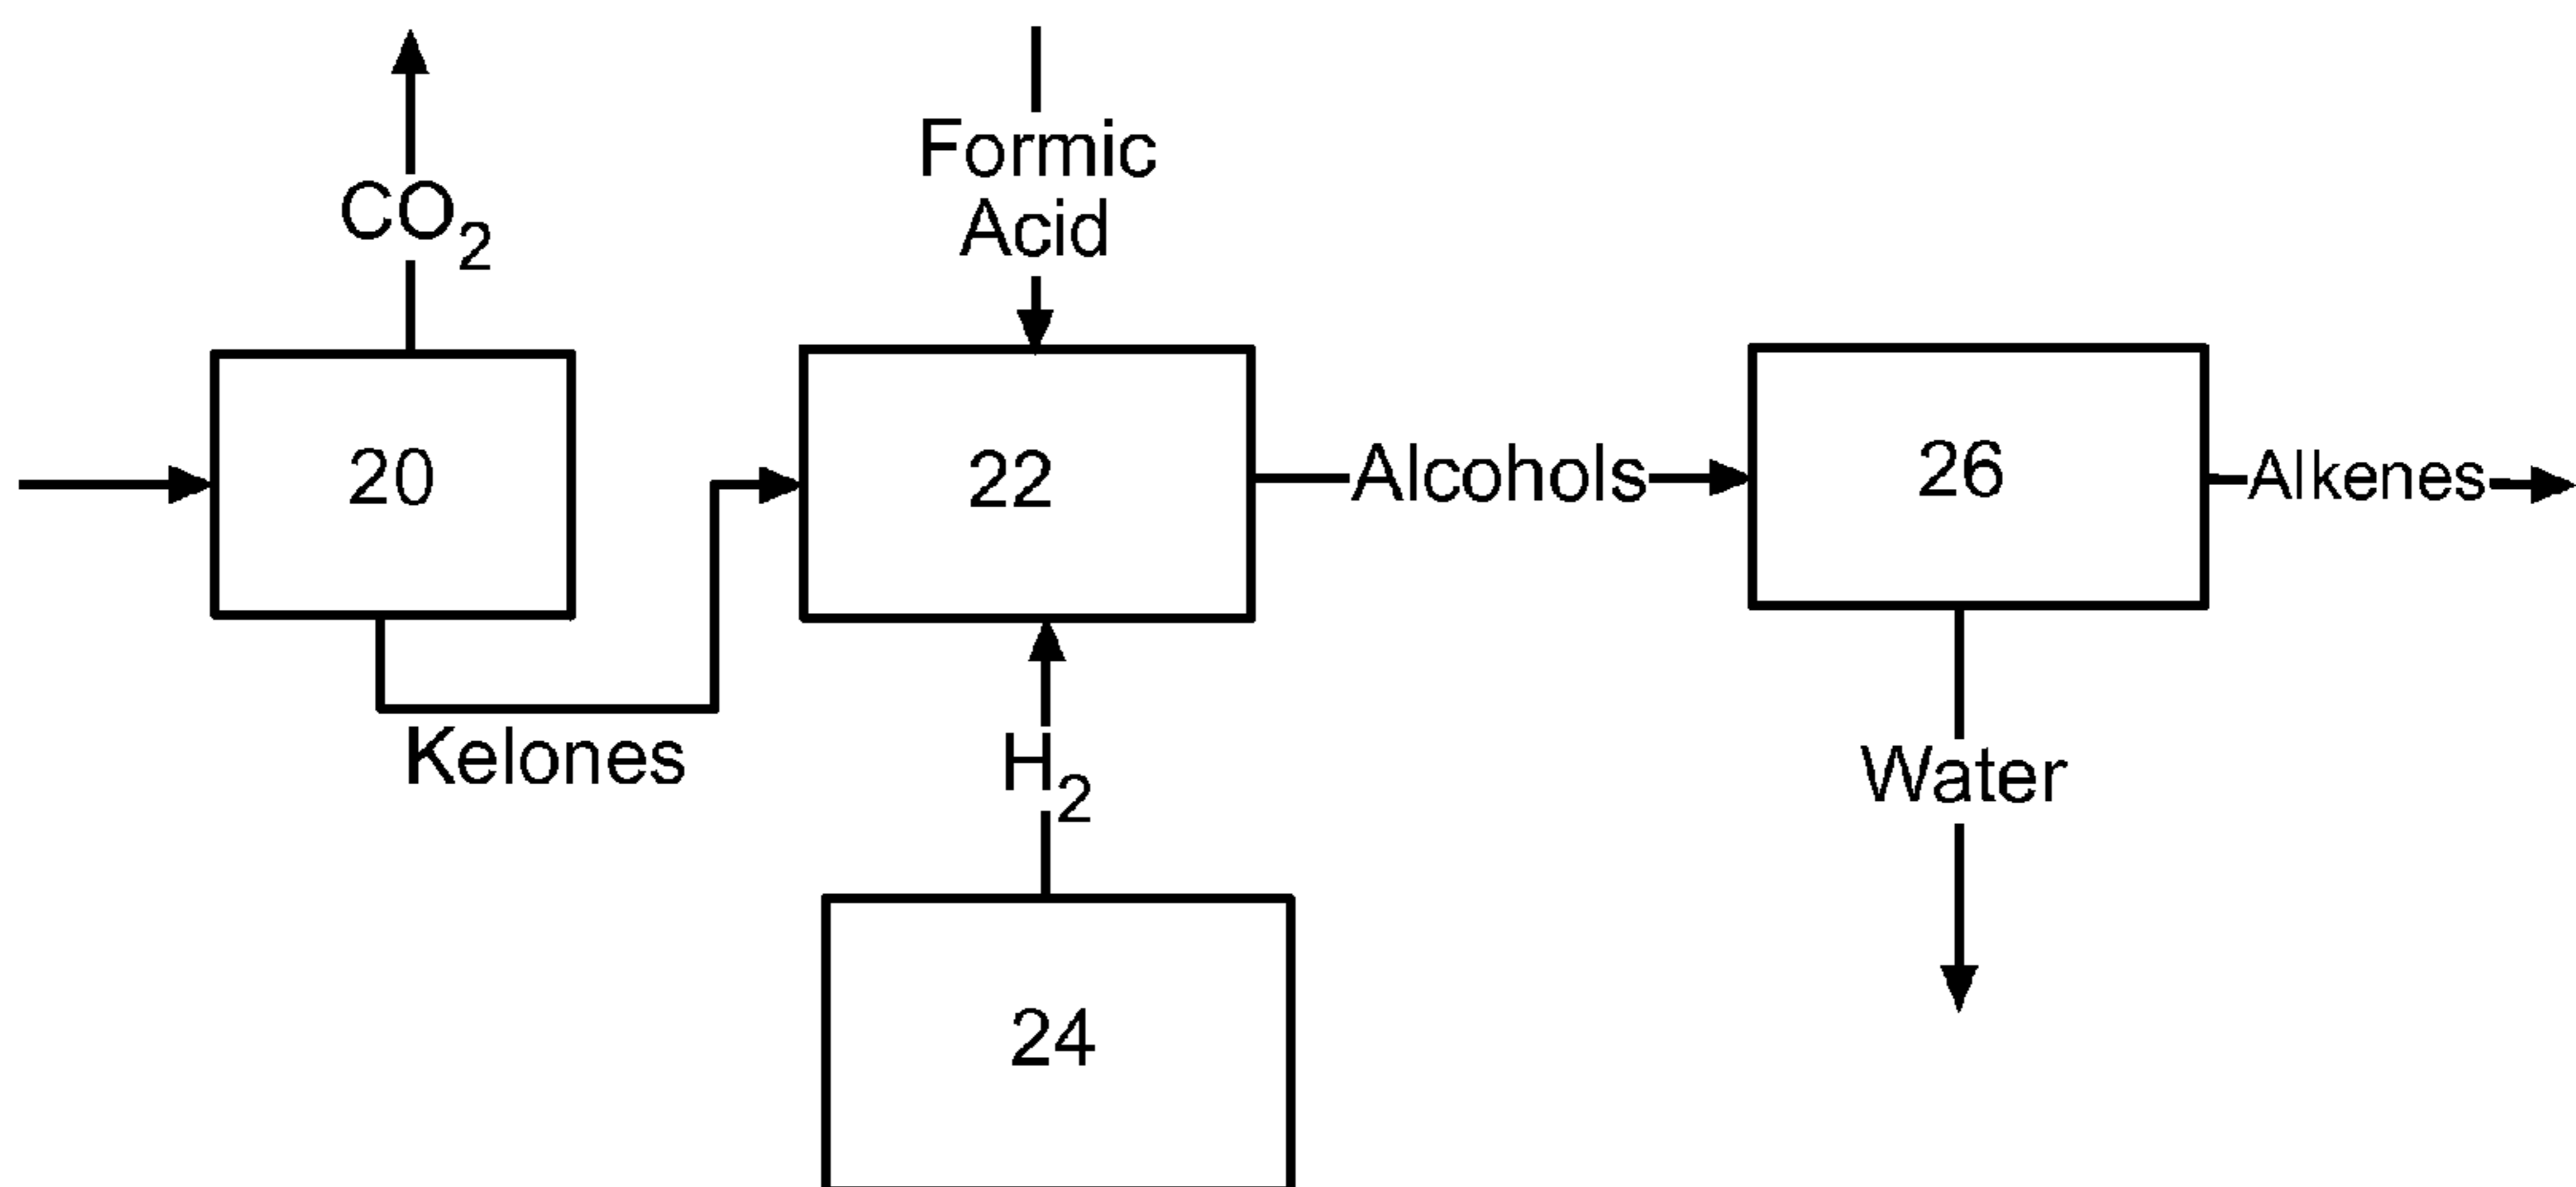 CO2
Formic
Acid
20
22
Alcohols
26
Alkenes
Kelones
H2
Water
24